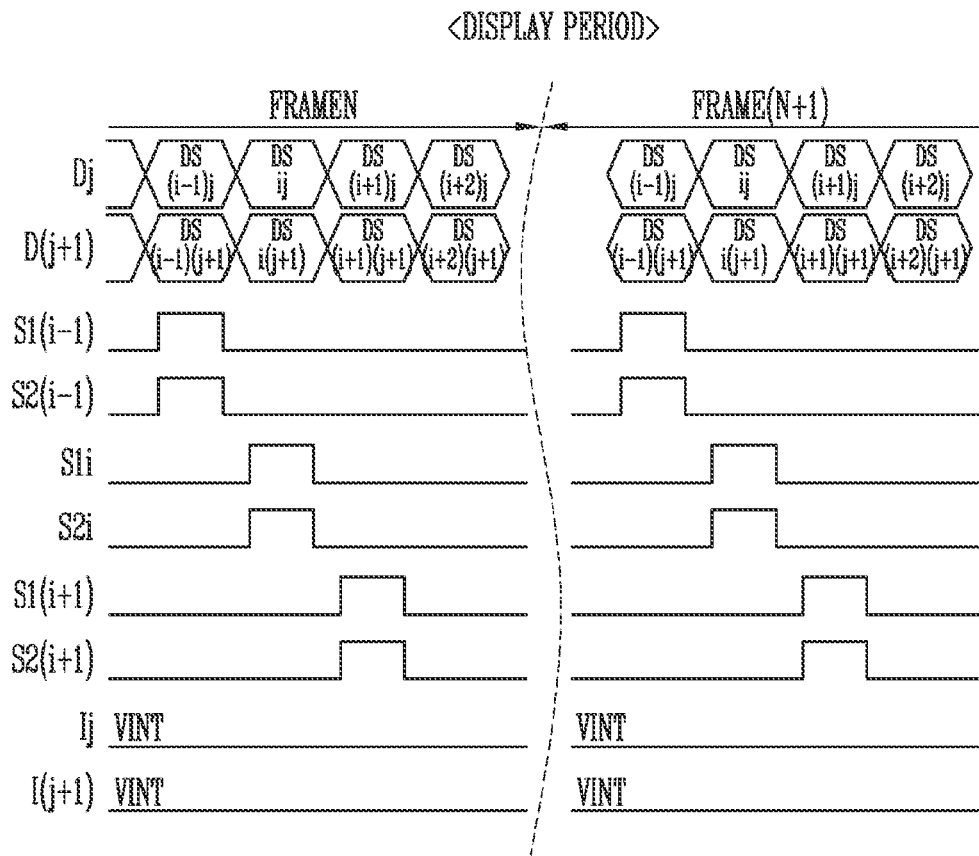 <DISPLAY PERIOD>
FRAMEN FRAME(N+1)
Dj DS (i-1)j DS ij DS (i+1)j DS (i+2)j DS (i-1)j DS ij DS (i+1)j DS (i+2)j
D(j+1) DS (i-1)(j+1) DS i(j+1) DS (i+1)(j+1) DS (i+2)(j+1) DS (i-1)(j+1) DS i(j+1) DS (i+1)(j+1) DS (i+2)(j+1)
S1(i-1)
S2(i-1)
S1i
S2i
S1(i+1)
S2(i+1)
Ij VINT VINT
I(j+1) VINT VINT